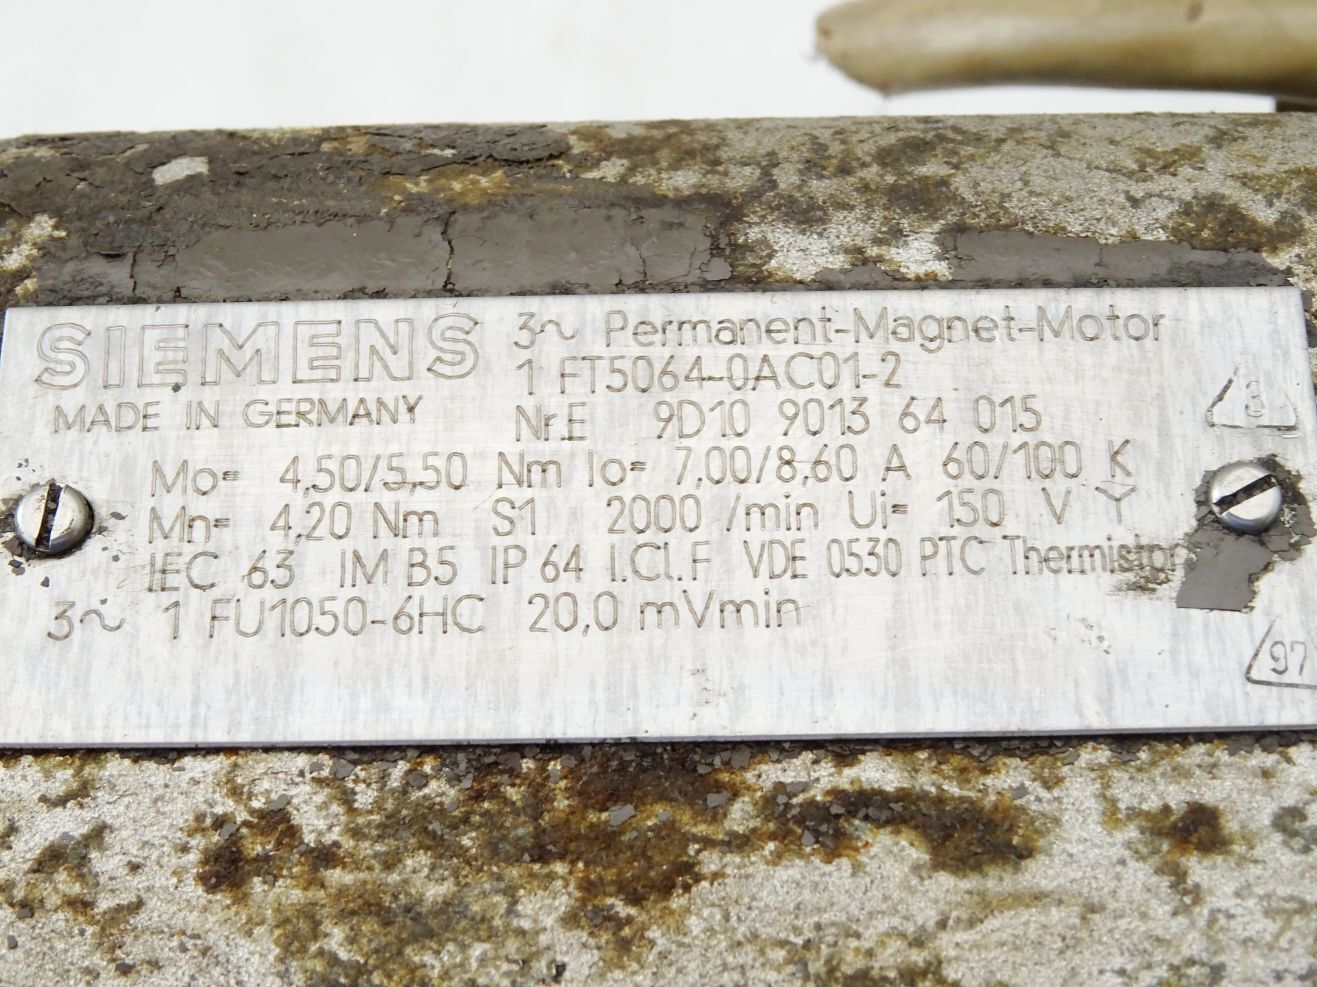 SIEMENS 3~ Permanent-Magnet-Motor
1 FT5064-0AC01-2
MADE IN GERMANY Nr.E 9D10 9013 64 015
3
Mo= 4,50/5,50 Nm Io= 7,00/8,60 A 60/100 K
Mn= 4,20 Nm S1 2000 /min Ui= 150 V Y
IEC 63 IM B5 IP 64 I.Cl.F VDE 0530 PTC Thermistor
3~ 1 FU1050-6HC 20,0 mVmin
97